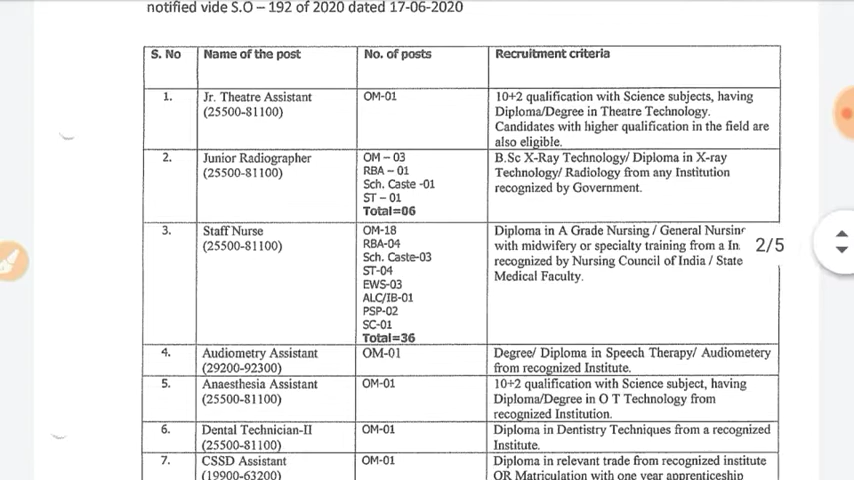 notified vide S.O – 192 of 2020 dated 17-06-2020
S. No Name of the post No. of posts Recruitment criteria
1. Jr. Theatre Assistant OM-01 10+2 qualification with Science subjects, having
(25500-81100) Diploma/Degree in Theatre Technology.
Candidates with higher qualification in the field are
also eligible.
2. Junior Radiographer OM – 03 B.Sc X-Ray Technology/ Diploma in X-ray
(25500-81100) RBA – 01 Technology/ Radiology from any Institution
Sch. Caste -01 recognized by Government.
ST – 01
Total=06
3. Staff Nurse OM-18 Diploma in A Grade Nursing / General Nursing
(25500-81100) RBA-04 with midwifery or specialty training from a In
Sch. Caste-03 recognized by Nursing Council of India / State
ST-04 Medical Faculty.
EWS-03
ALC/IB-01
PSP-02
SC-01
Total=36
2/5
4. Audiometry Assistant OM-01 Degree/ Diploma in Speech Therapy/ Audiometery
(29200-92300) from recognized Institute.
5. Anaesthesia Assistant OM-01 10+2 qualification with Science subject, having
(25500-81100) Diploma/Degree in O T Technology from
recognized Institution.
6. Dental Technician-II OM-01 Diploma in Dentistry Techniques from a recognized
(25500-81100) Institute.
7. CSSD Assistant OM-01 Diploma in relevant trade from recognized institute
(19900-63200) OR Matriculation with one year apprenticeship